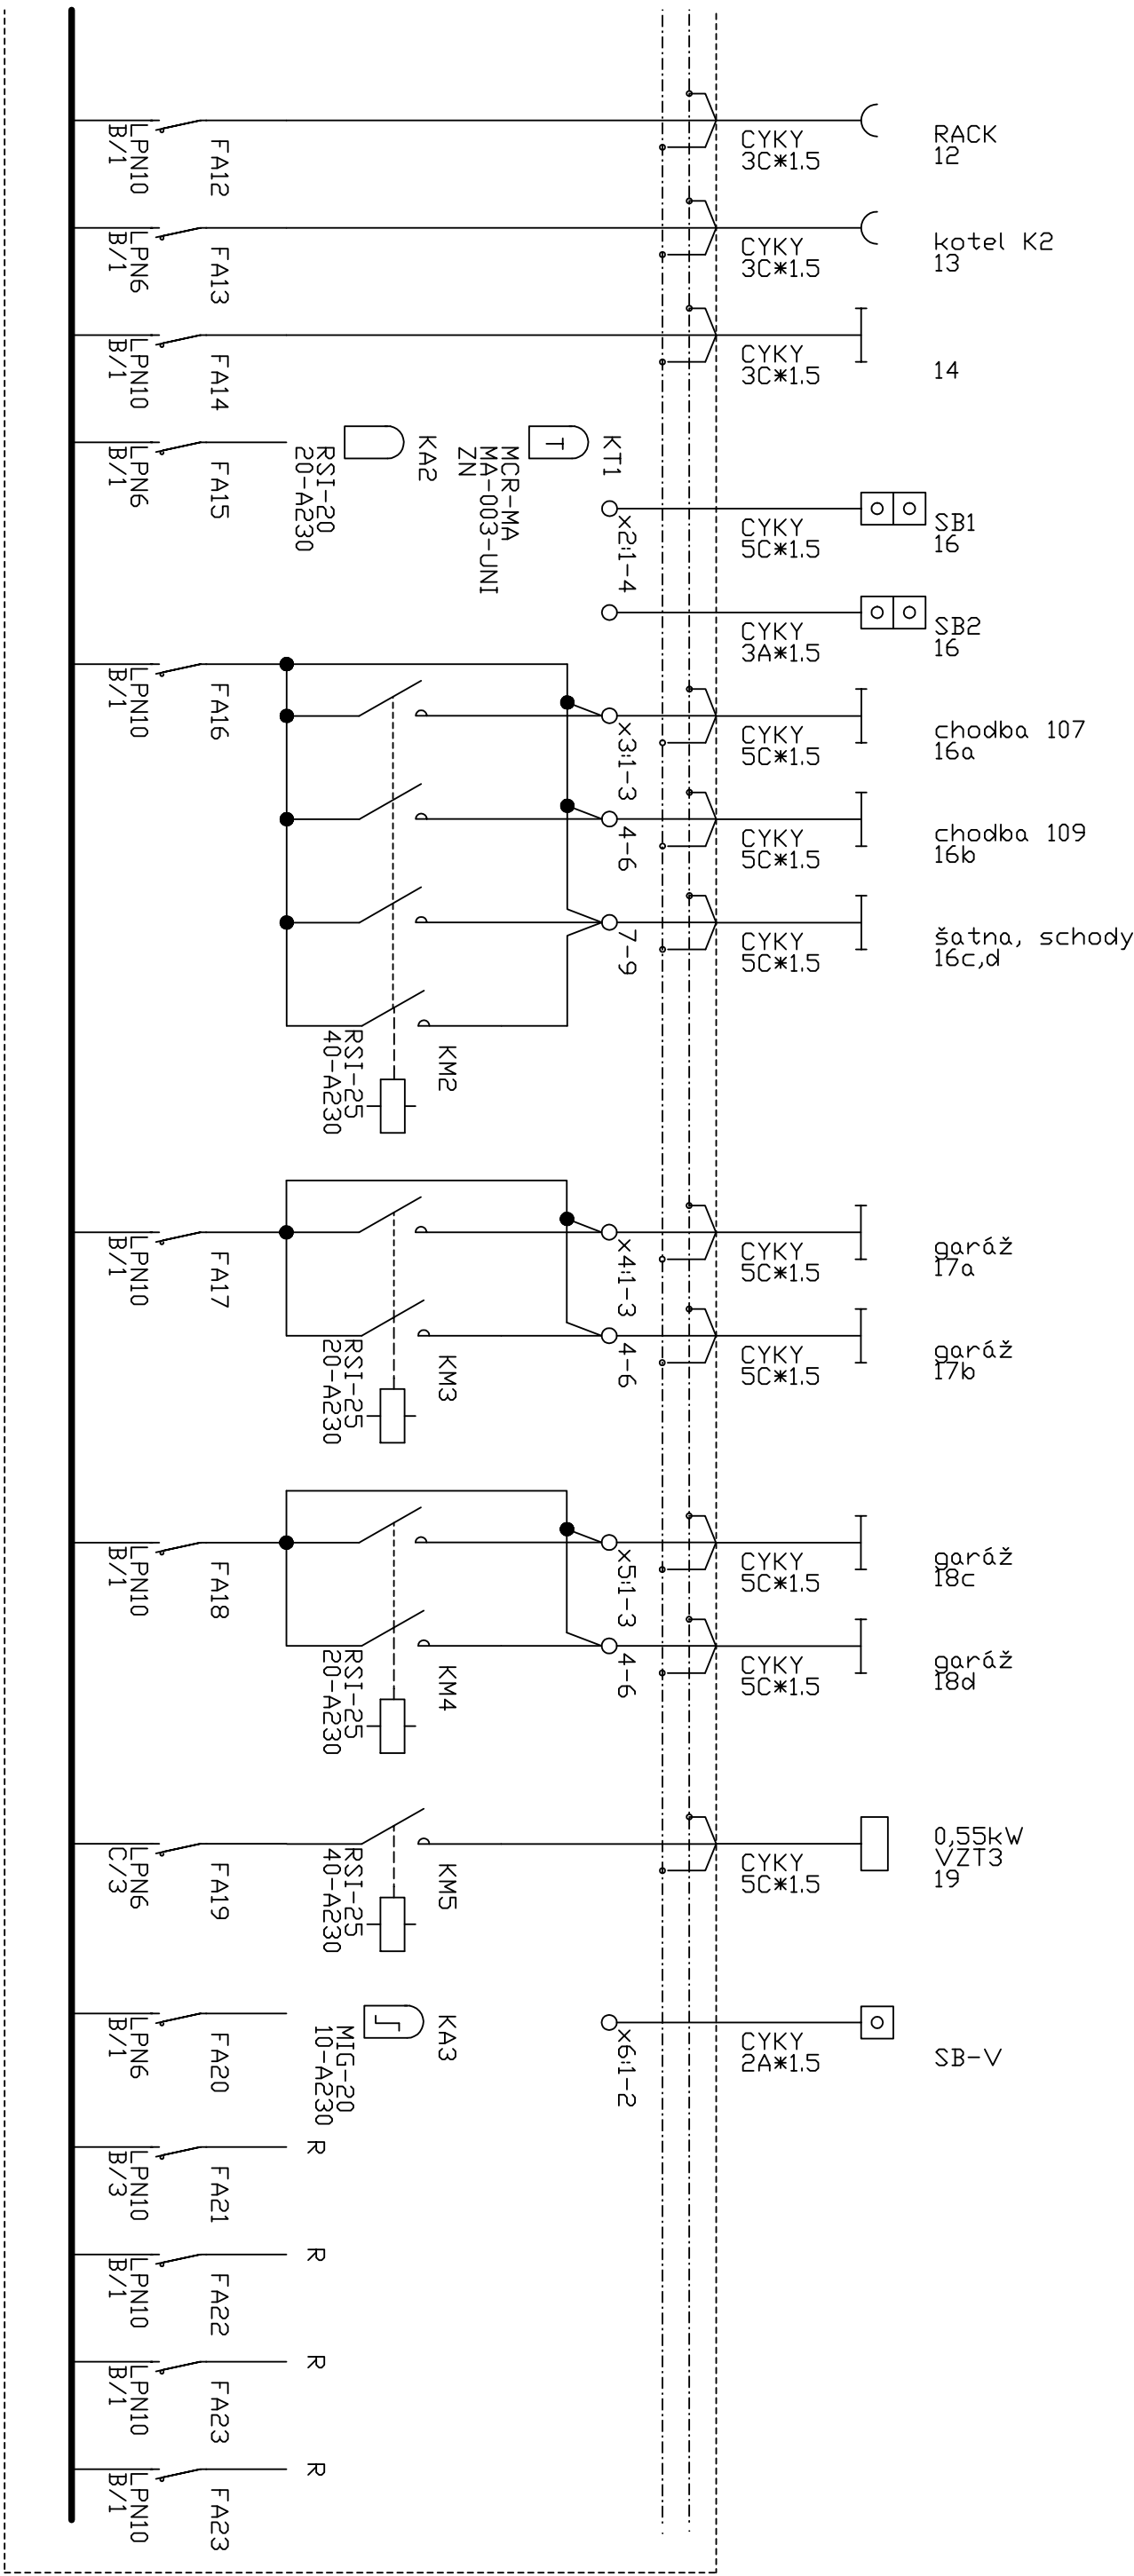 FA12
LPN10
B/1
CYKY
3C*1.5
RACK
12
FA13
LPN6
B/1
CYKY
3C*1.5
kotel K2
13
FA14
LPN10
B/1
CYKY
3C*1.5
14
FA15
LPN6
B/1
KA2
RSI-20
20-A230
KT1
MCR-MA
MA-003-UNI
ZN
x2:1-4
CYKY
5C*1.5
SB1
16
CYKY
3A*1.5
SB2
16
FA16
LPN10
B/1
x3:1-3
CYKY
5C*1.5
chodba 107
16a
4-6
CYKY
5C*1.5
chodba 109
16b
7-9
CYKY
5C*1.5
šatna, schody
16c,d
KM2
RSI-25
40-A230
FA17
LPN10
B/1
x4:1-3
CYKY
5C*1.5
garáž
17a
KM3
RSI-25
20-A230
4-6
CYKY
5C*1.5
garáž
17b
FA18
LPN10
B/1
x5:1-3
CYKY
5C*1.5
garáž
18c
KM4
RSI-25
20-A230
4-6
CYKY
5C*1.5
garáž
18d
FA19
LPN6
C/3
KM5
RSI-25
40-A230
CYKY
5C*1.5
0,55kW
VZT3
19
FA20
LPN6
B/1
KA3
MIG-20
10-A230
x6:1-2
CYKY
2A*1.5
SB-V
FA21
LPN10
B/3
R
FA22
LPN10
B/1
R
FA23
LPN10
B/1
R
FA23
LPN10
B/1
R
T